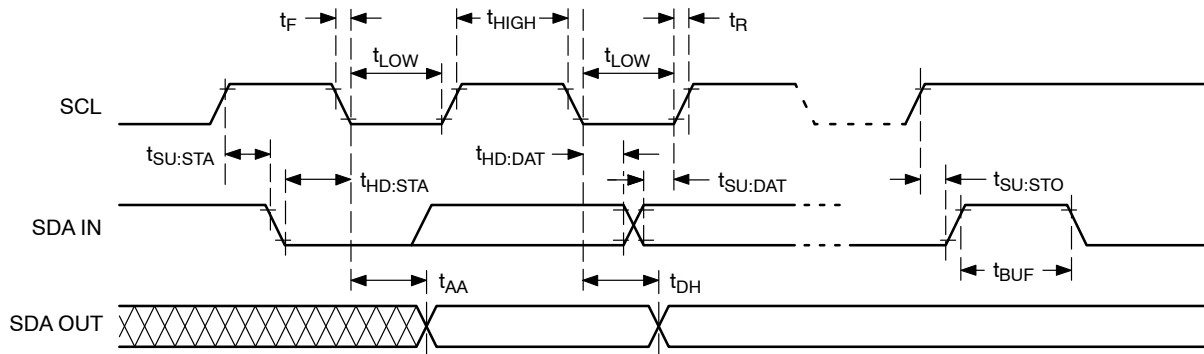 tF tHIGH tR
tLOW tLOW
SCL
tSU:STA tHD:STA tHD:DAT tSU:DAT tSU:STO
SDA IN
tAA tDH tBUF
SDA OUT